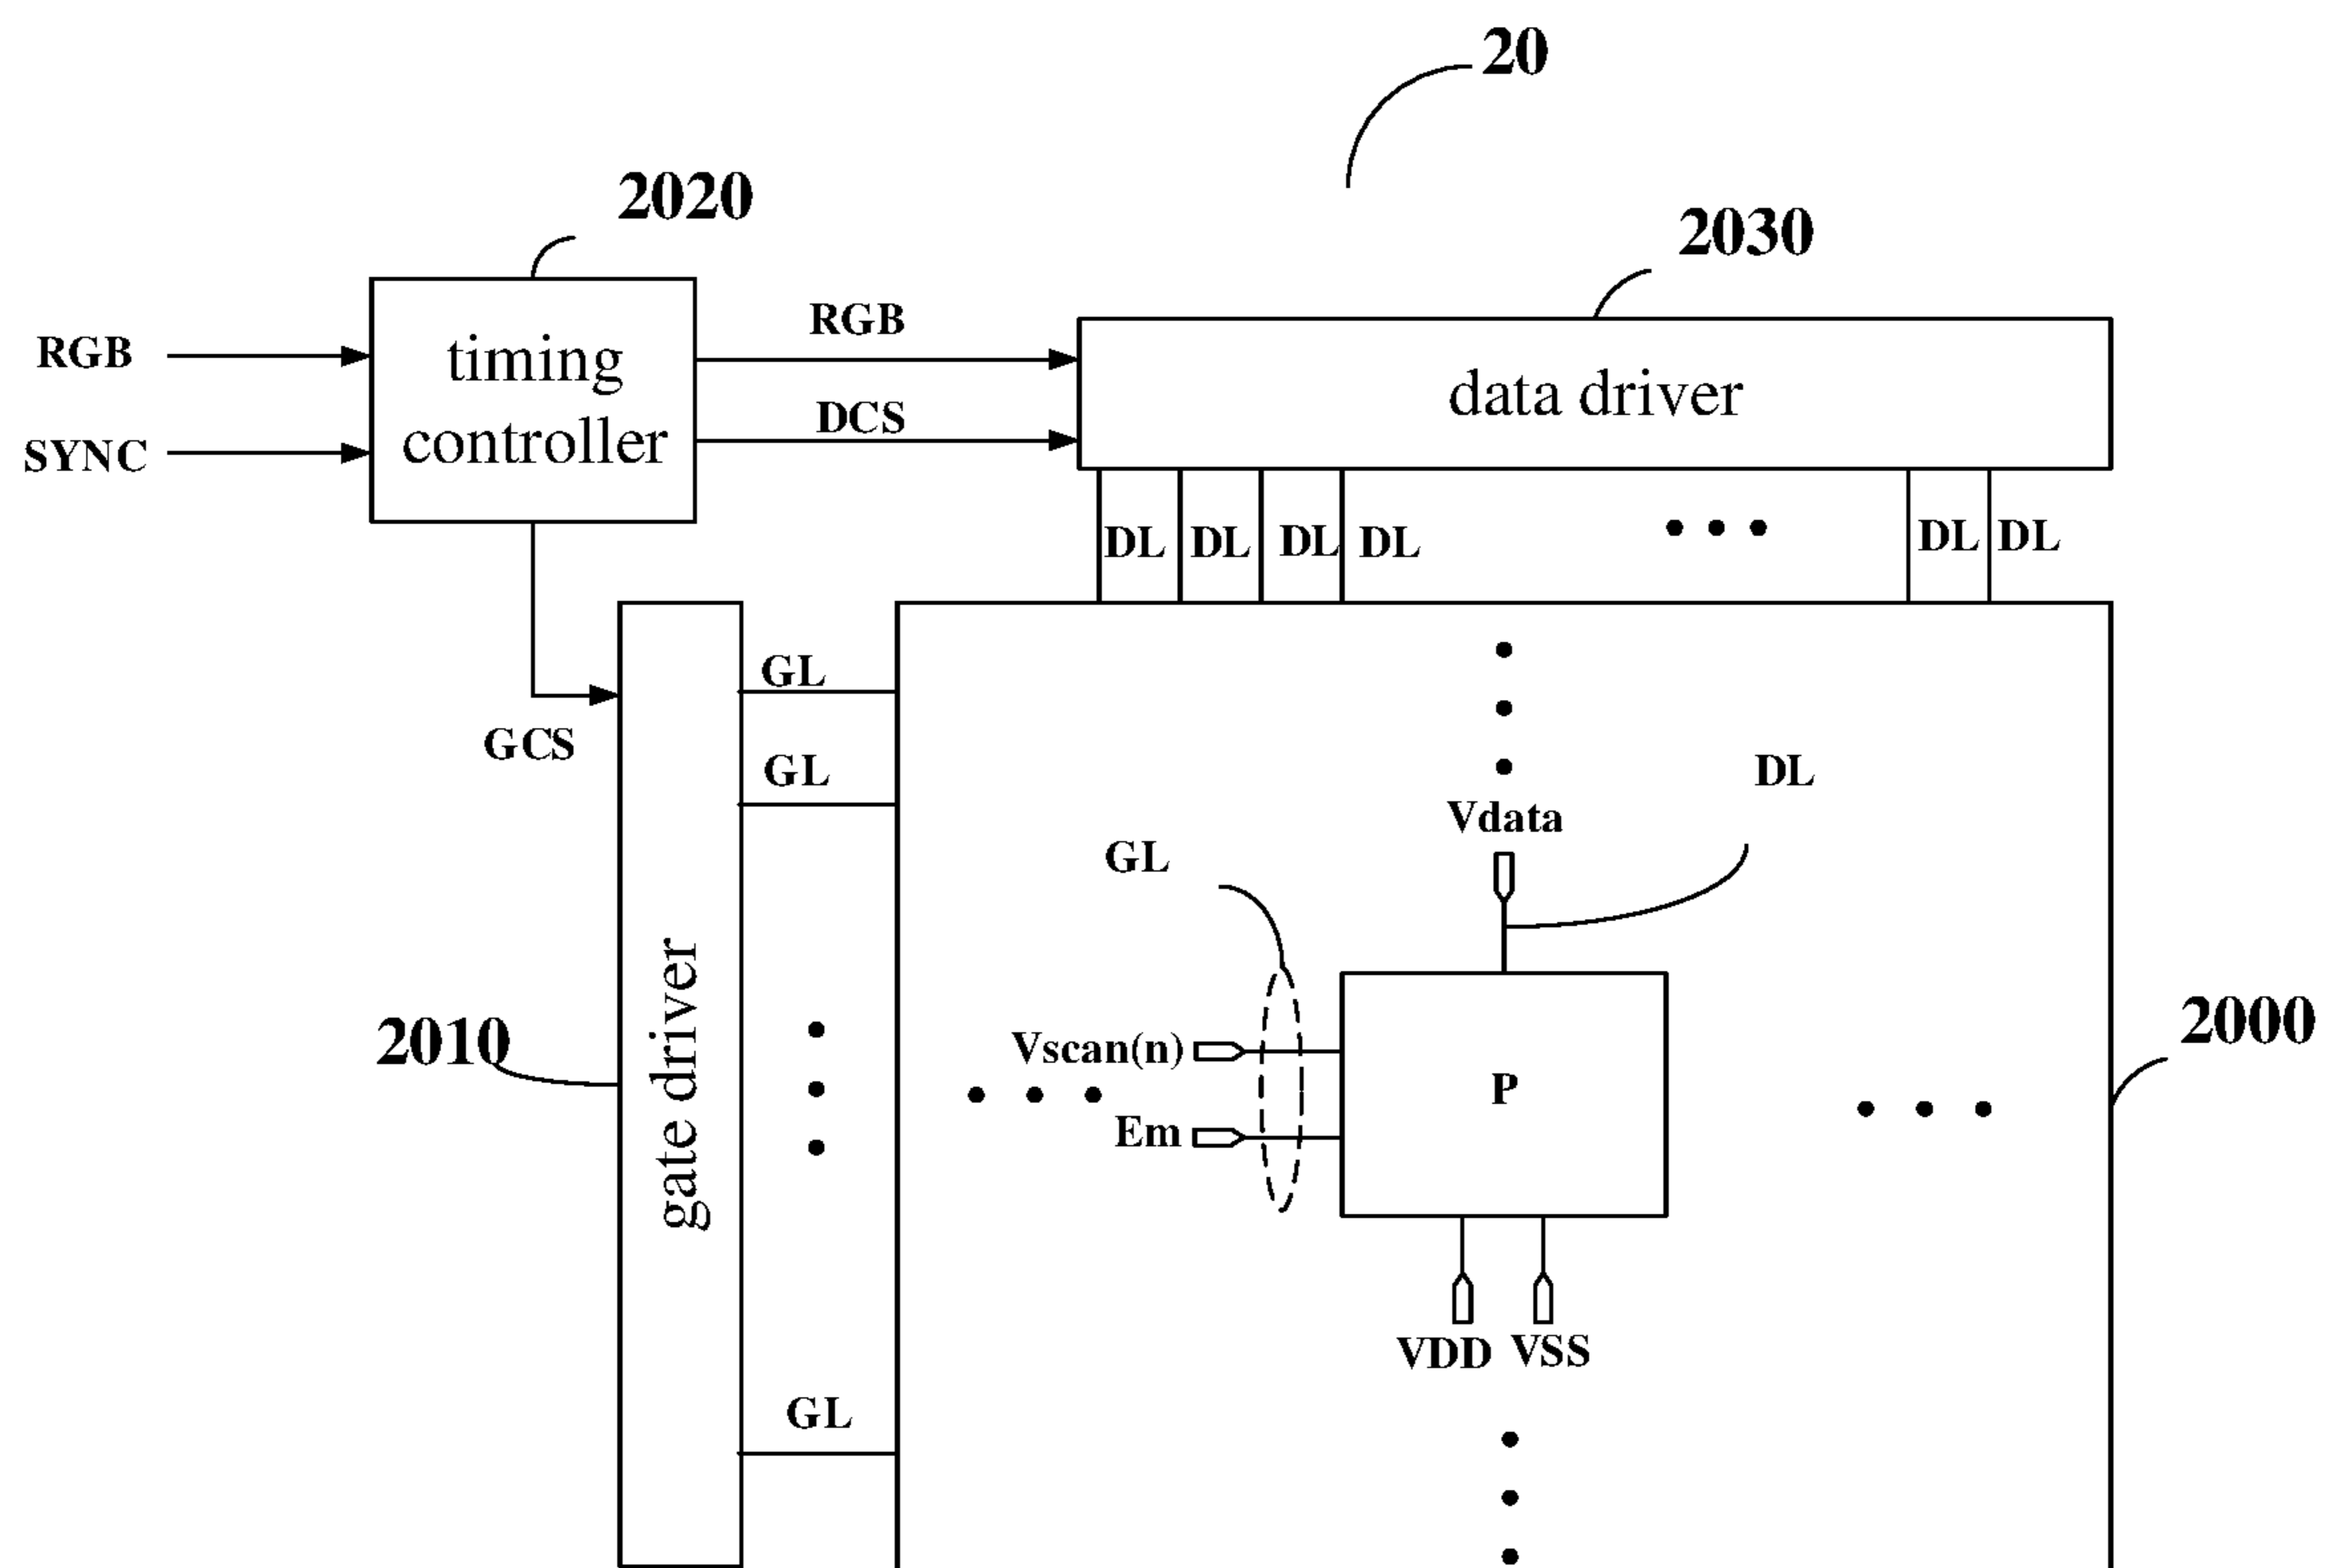 20
2020
2030
RGB
SYNC
timing
controller
RGB
DCS
data driver
DL DL DL DL DL DL
GCS
GL
GL
GL
gate driver
2010
Vdata
DL
GL
Vscan(n)
Em
P
2000
VDD VSS